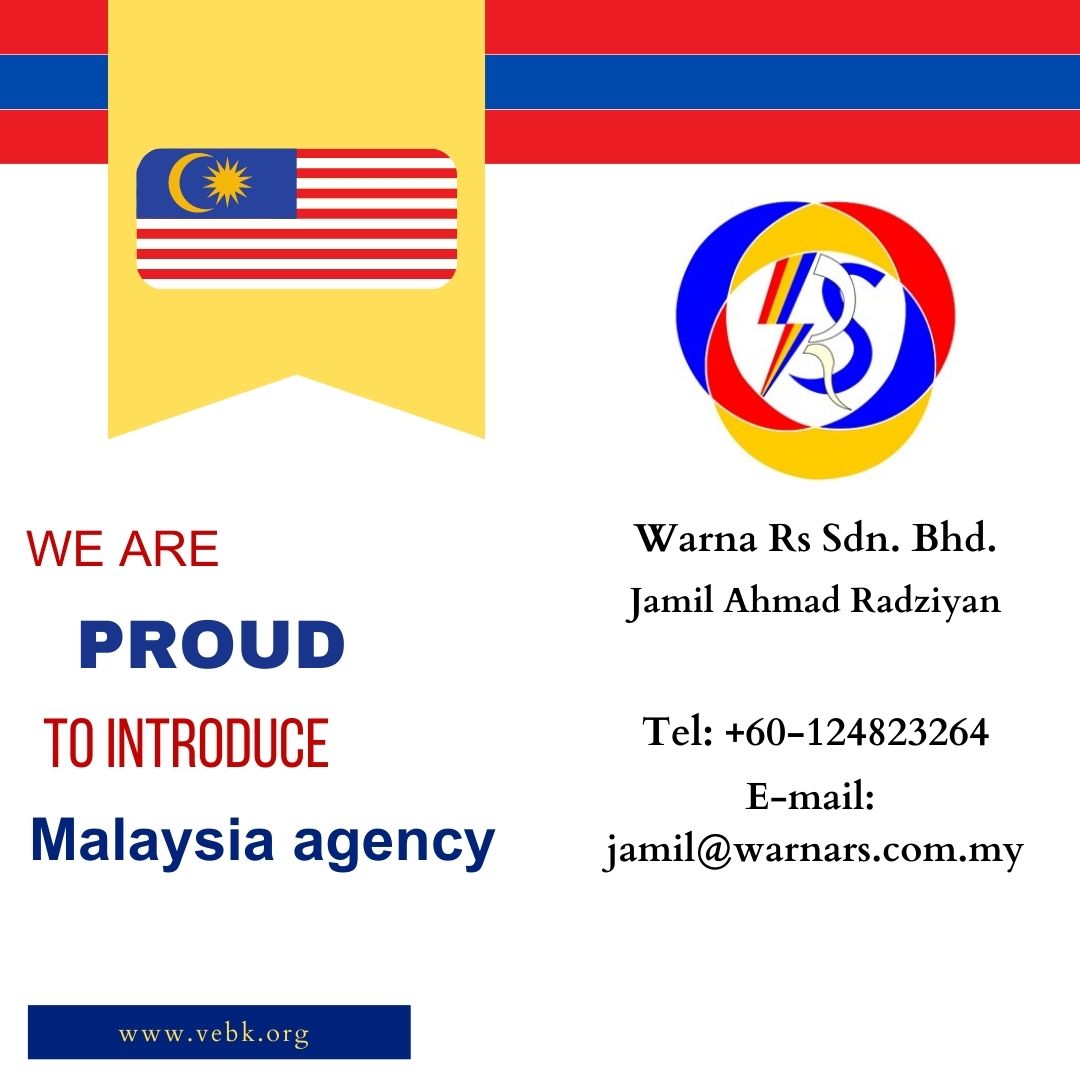 WE ARE
PROUD
TO INTRODUCE
Malaysia agency
www.vebk.org
RS
Warna Rs Sdn. Bhd.
Jamil Ahmad Radziyan
Tel: +60-124823264
E-mail:
jamil@warnars.com.my